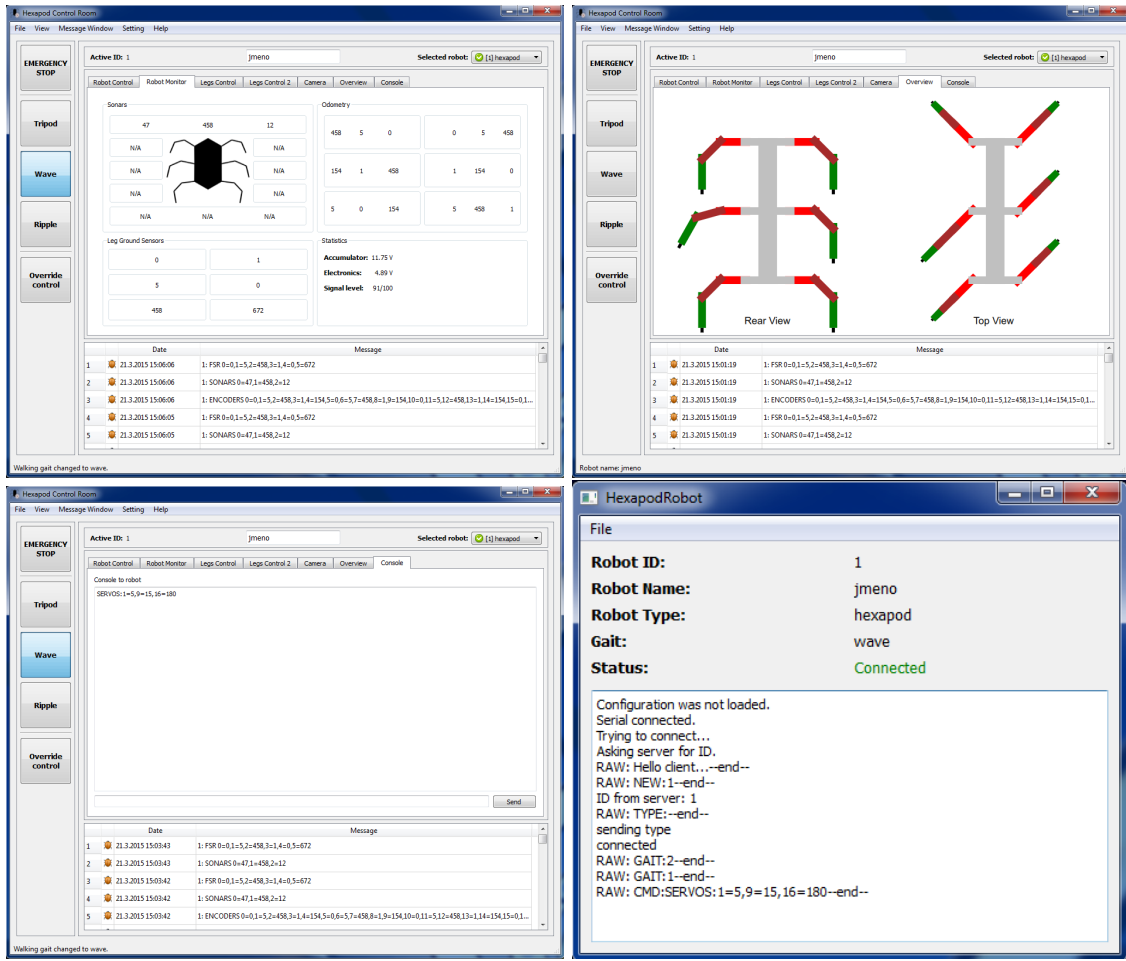 Hexapod Control Room
File View Message Window Setting Help
EMERGENCY
STOP
Tripod
Wave
Ripple
Override
control
Active ID: 1 jmeno Selected robot: [1] hexapod
Robot Control Robot Monitor Legs Control Legs Control 2 Camera Overview Console
Sonars
47 458 12
N/A N/A
N/A N/A
N/A N/A
N/A N/A N/A
Odometry
458 5 0 0 5 458
154 1 458 1 154 0
5 0 154 5 458 1
Leg Ground Sensors
0 1
5 0
458 672
Statistics
Accumulator: 11.75 V
Electronics: 4.89 V
Signal level: 91/100
Date Message
1 21.3.2015 15:06:06 1: FSR 0=0,1=5,2=458,3=1,4=0,5=672
2 21.3.2015 15:06:06 1: SONARS 0=47,1=458,2=12
3 21.3.2015 15:06:06 1: ENCODERS 0=0,1=5,2=458,3=1,4=154,5=0,6=5,7=458,8=1,9=154,10=0,11=5,12=458,13=1,14=154,15=0,1...
4 21.3.2015 15:06:05 1: FSR 0=0,1=5,2=458,3=1,4=0,5=672
5 21.3.2015 15:06:05 1: SONARS 0=47,1=458,2=12
Walking gait changed to wave.
Hexapod Control Room
File View Message Window Setting Help
EMERGENCY
STOP
Tripod
Wave
Ripple
Override
control
Active ID: 1 jmeno Selected robot: [1] hexapod
Robot Control Robot Monitor Legs Control Legs Control 2 Camera Overview Console
Rear View Top View
Date Message
1 21.3.2015 15:01:19 1: FSR 0=0,1=5,2=458,3=1,4=0,5=672
2 21.3.2015 15:01:19 1: SONARS 0=47,1=458,2=12
3 21.3.2015 15:01:19 1: ENCODERS 0=0,1=5,2=458,3=1,4=154,5=0,6=5,7=458,8=1,9=154,10=0,11=5,12=458,13=1,14=154,15=0,1...
4 21.3.2015 15:01:19 1: FSR 0=0,1=5,2=458,3=1,4=0,5=672
5 21.3.2015 15:01:19 1: SONARS 0=47,1=458,2=12
Robot name: jmeno
Hexapod Control Room
File View Message Window Setting Help
EMERGENCY
STOP
Tripod
Wave
Ripple
Override
control
Active ID: 1 jmeno Selected robot: [1] hexapod
Robot Control Robot Monitor Legs Control Legs Control 2 Camera Overview Console
Console to robot
SERVOS:1=5,9=15,16=180
Send
Date Message
1 21.3.2015 15:03:43 1: FSR 0=0,1=5,2=458,3=1,4=0,5=672
2 21.3.2015 15:03:43 1: SONARS 0=47,1=458,2=12
3 21.3.2015 15:03:42 1: FSR 0=0,1=5,2=458,3=1,4=0,5=672
4 21.3.2015 15:03:42 1: SONARS 0=47,1=458,2=12
5 21.3.2015 15:03:42 1: ENCODERS 0=0,1=5,2=458,3=1,4=154,5=0,6=5,7=458,8=1,9=154,10=0,11=5,12=458,13=1,14=154,15=0,1...
Walking gait changed to wave.
HexapodRobot
File
Robot ID: 1
Robot Name: jmeno
Robot Type: hexapod
Gait: wave
Status: Connected
Configuration was not loaded.
Serial connected.
Trying to connect...
Asking server for ID.
RAW: Hello client...--end--
RAW: NEW:1--end--
ID from server: 1
RAW: TYPE:--end--
sending type
connected
RAW: GAIT:2--end--
RAW: GAIT:1--end--
RAW: CMD:SERVOS:1=5,9=15,16=180--end--